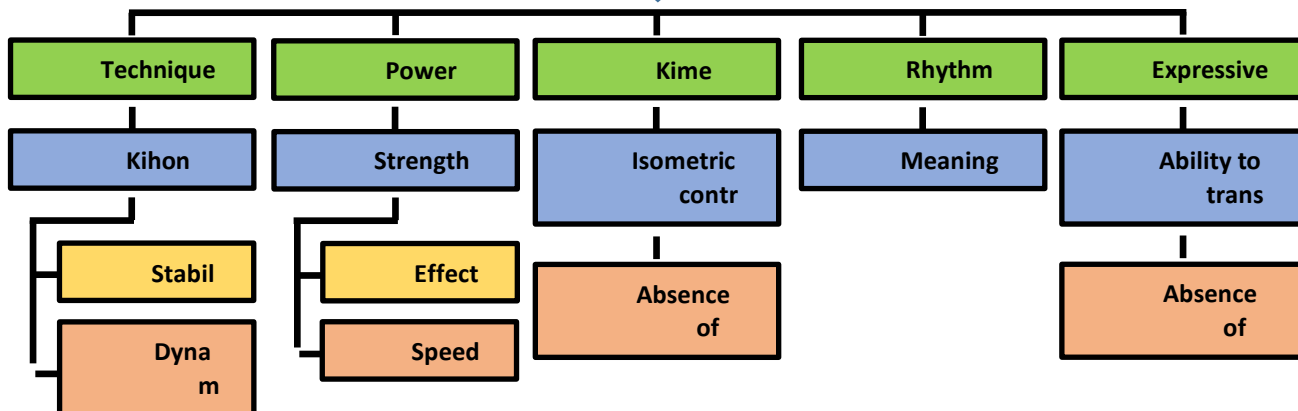 Technique
Power
Kime
Rhythm
Expressive
Kihon
Strength
Isometric
contr
Meaning
Ability to
trans
Stabil
Effect
Absence
of
Absence
of
Dyna
m
Speed